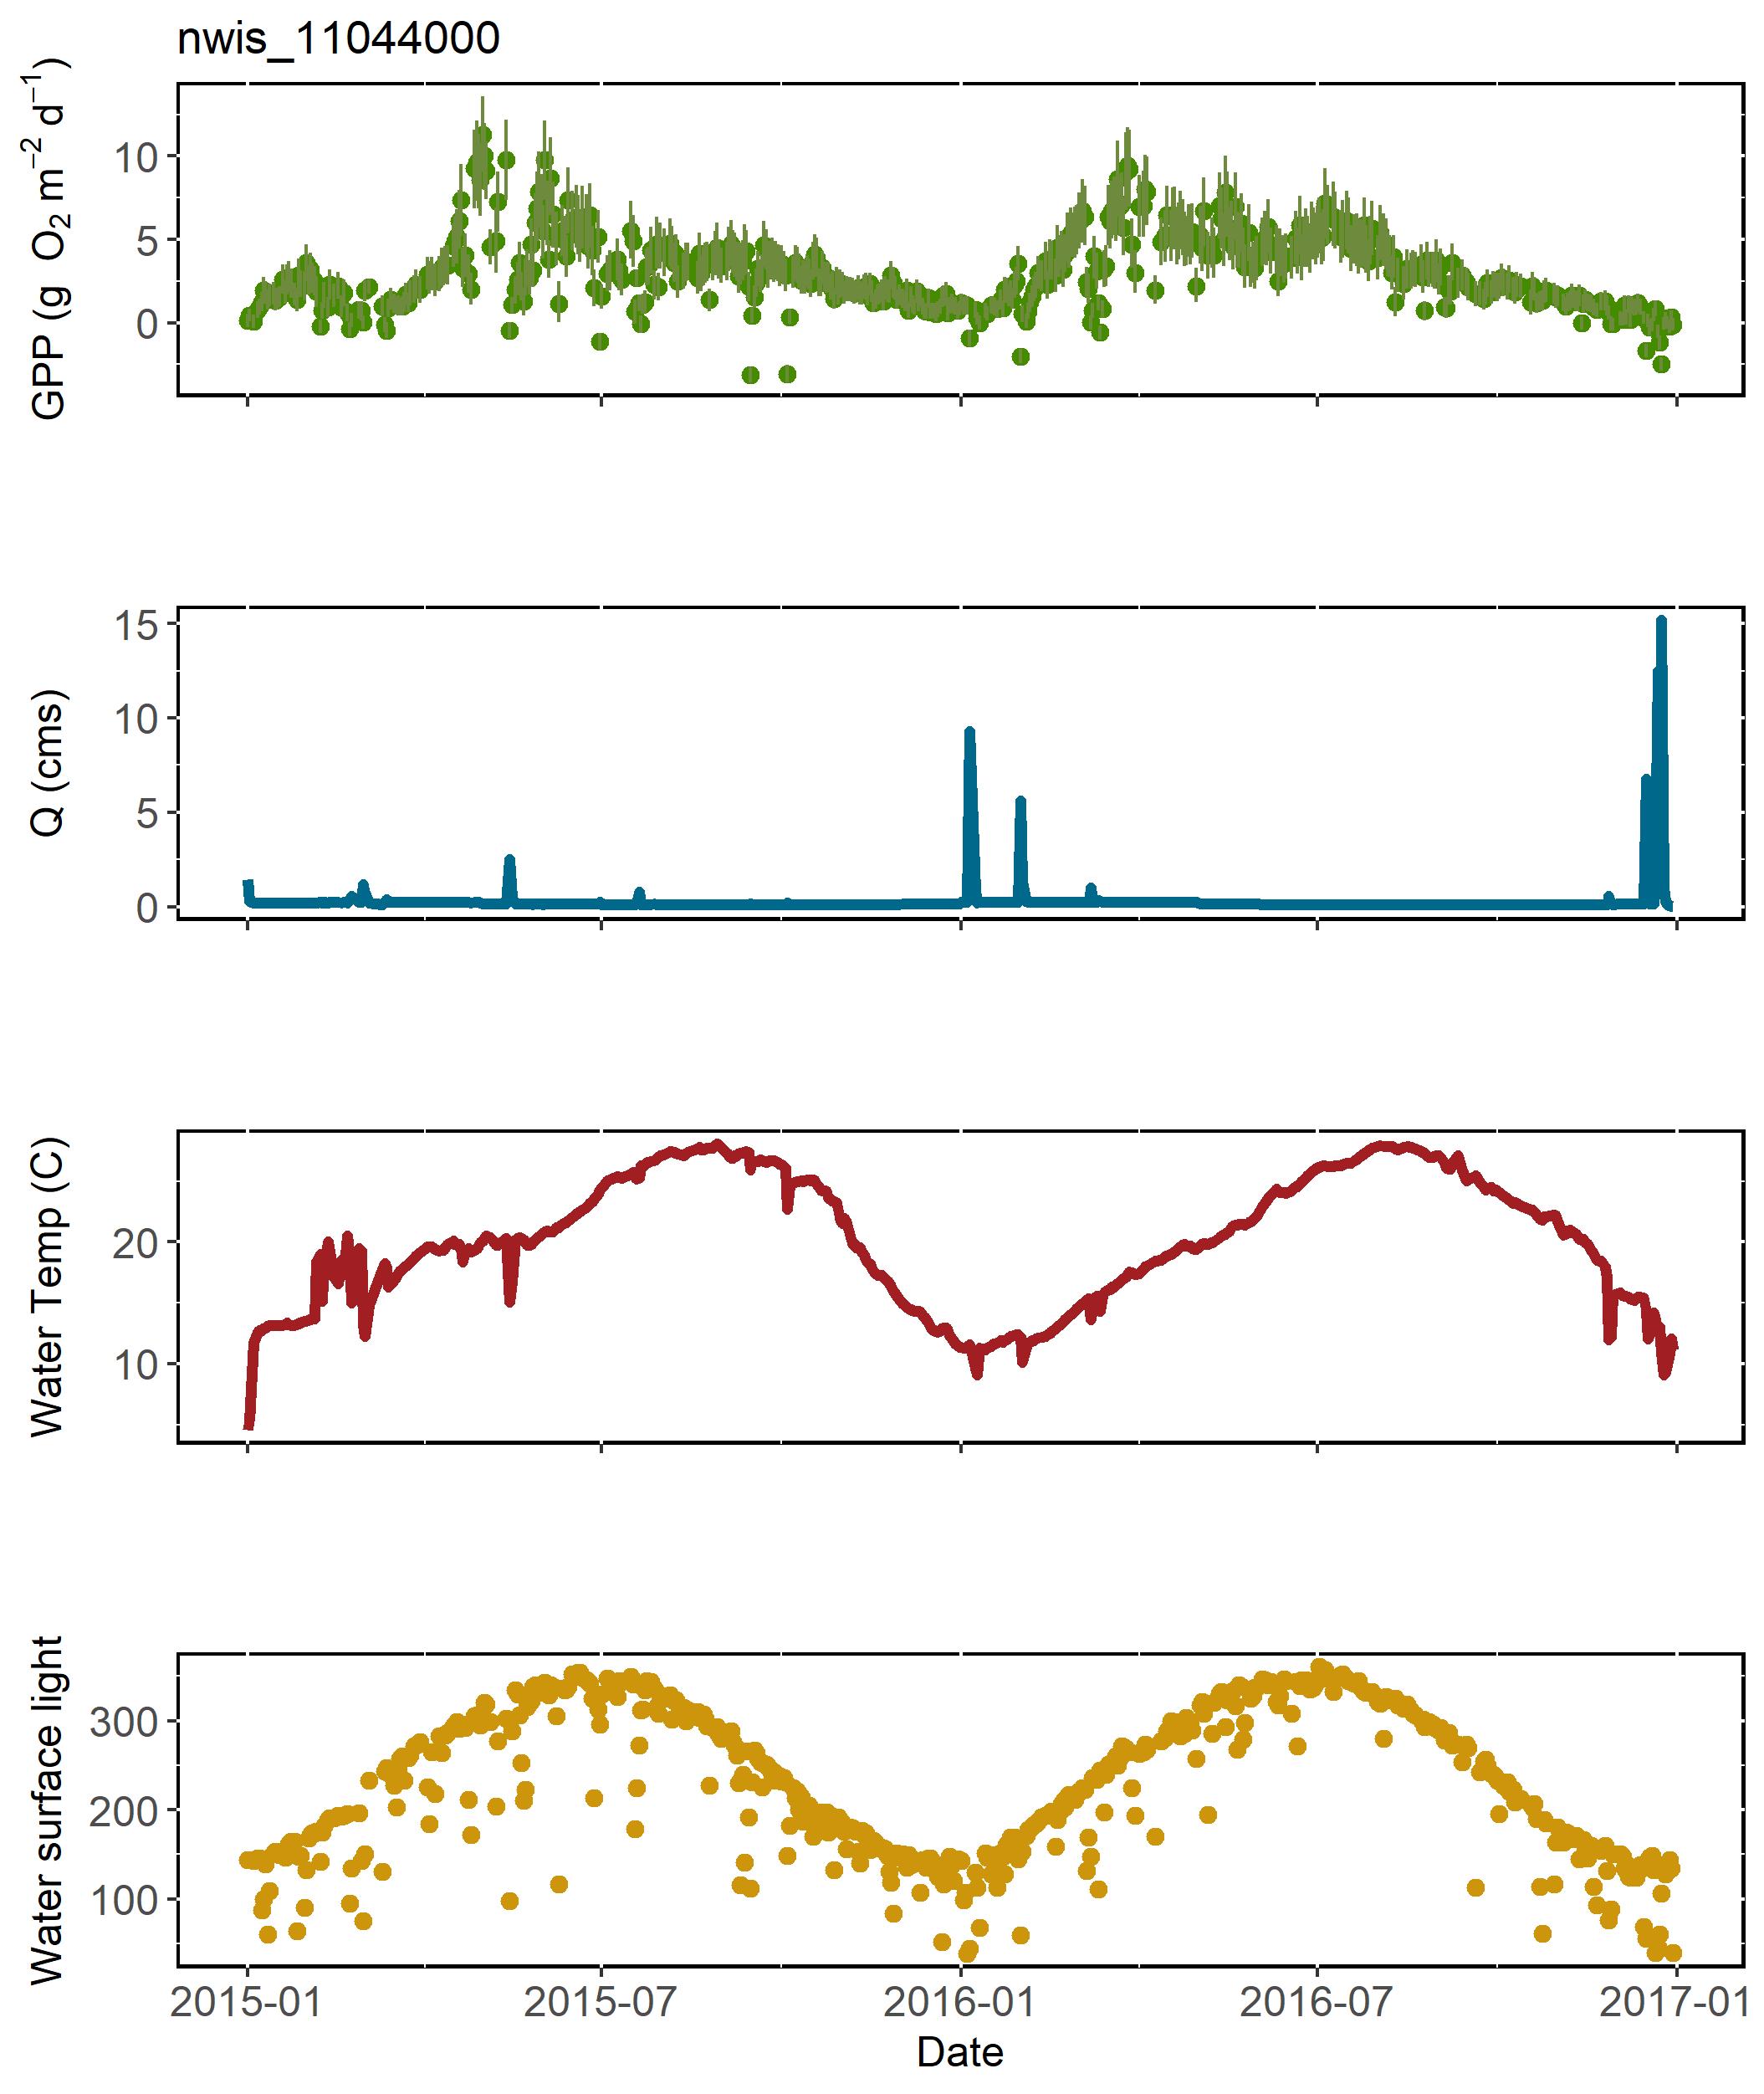 nwis_11044000
GPP (g O₂ m⁻² d⁻¹)
10
5
0
Q (cms)
15
10
5
0
Water Temp (C)
20
10
Water surface light
300
200
100
2015-01 2015-07 2016-01 2016-07 2017-01
Date